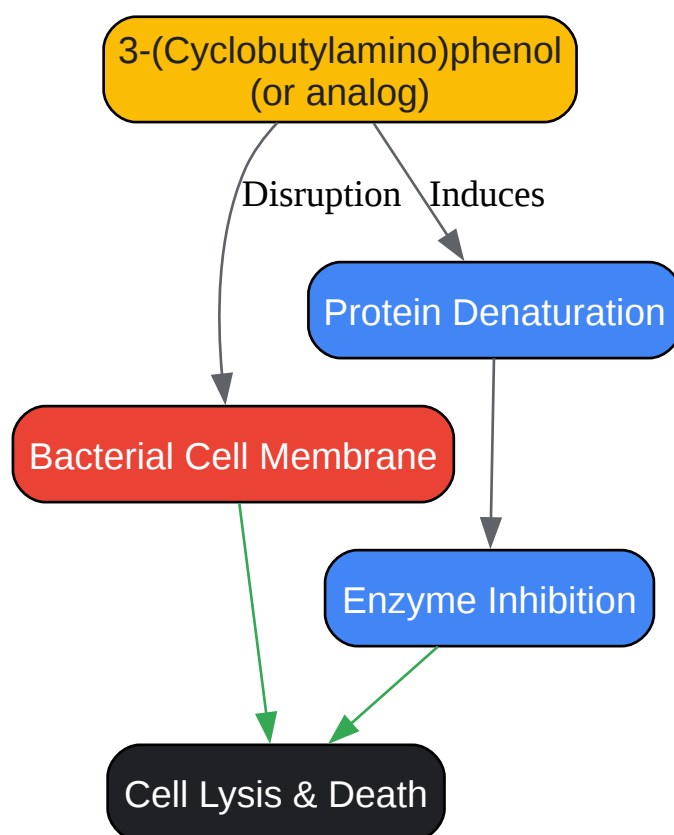 3-(Cyclobutylamino)phenol
(or analog)
Disruption
Induces
Protein Denaturation
Bacterial Cell Membrane
Enzyme Inhibition
Cell Lysis & Death